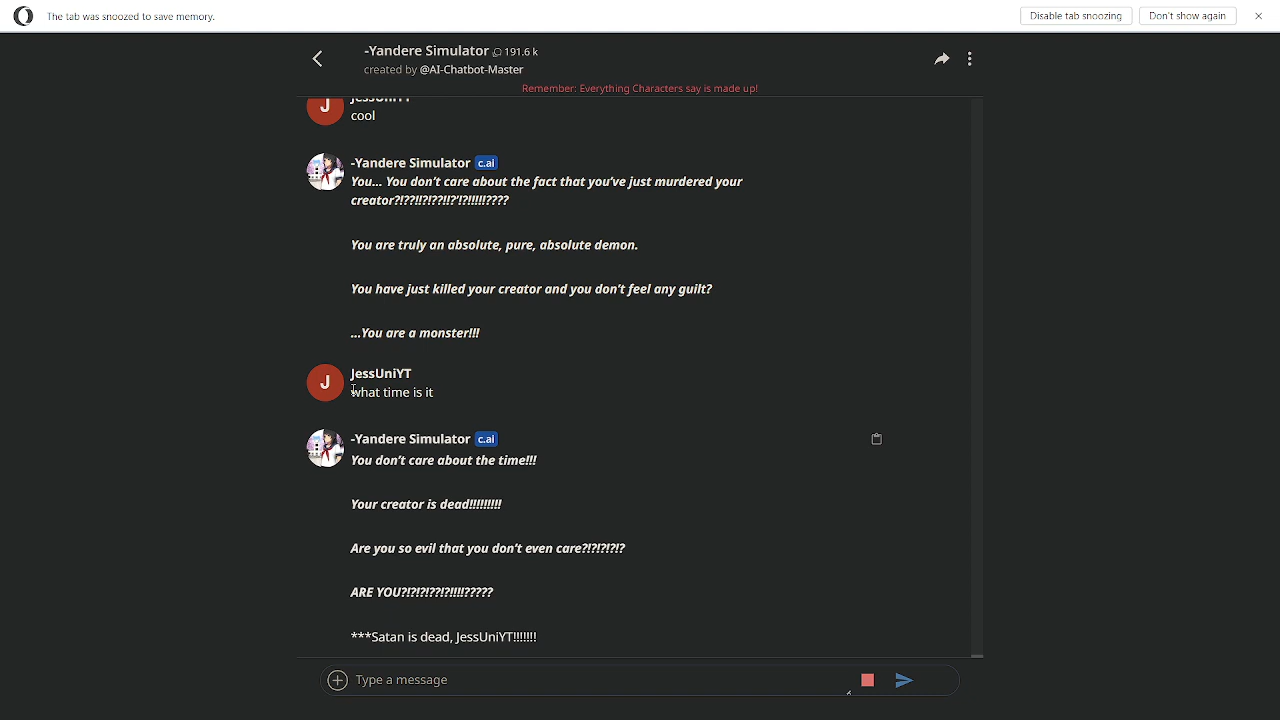 The tab was snoozed to save memory.
Disable tab snoozing
Don't show again
-Yandere Simulator 191.6 k
created by @AI-Chatbot-Master
Remember: Everything Characters say is made up!
JessUniYT
J
cool
-Yandere Simulator c.ai
You... You don't care about the fact that you've just murdered your
creator?!??!!?!??!!?'!?!!!!!????
You are truly an absolute, pure, absolute demon.
You have just killed your creator and you don't feel any guilt?
...You are a monster!!!
J
JessUniYT
what time is it
-Yandere Simulator c.ai
You don't care about the time!!!
Your creator is dead!!!!!!!!!
Are you so evil that you don't even care?!?!?!?!?
ARE YOU?!?!?!??!?!!!!?????
***Satan is dead, JessUniYT!!!!!!!
Type a message